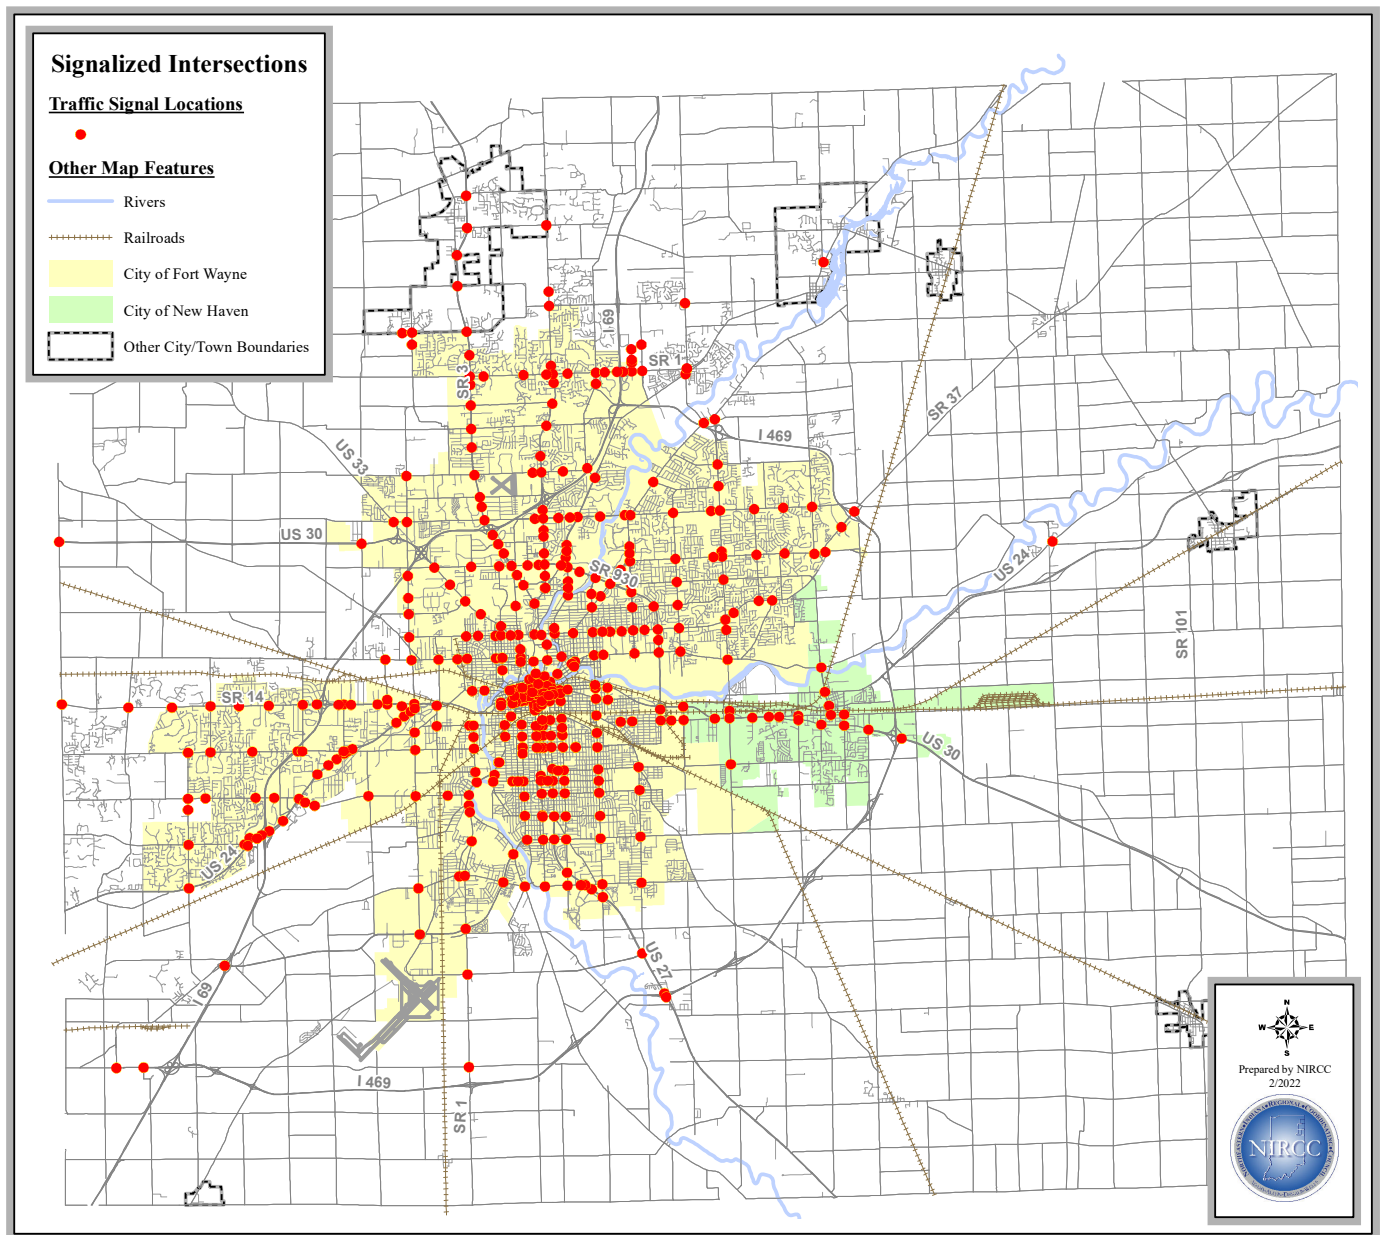 Signalized Intersections
Traffic Signal Locations
Other Map Features
Rivers
Railroads
City of Fort Wayne
City of New Haven
Other City/Town Boundaries
I 69
SR 1
SR 3
SR 37
I 469
US 33
US 30
US 24
SR 930
SR 101
SR 14
US 30
US 24
US 27
I 69
I 469
SR 1
N
W E
S
Prepared by NIRCC
2/2022
NIRCC